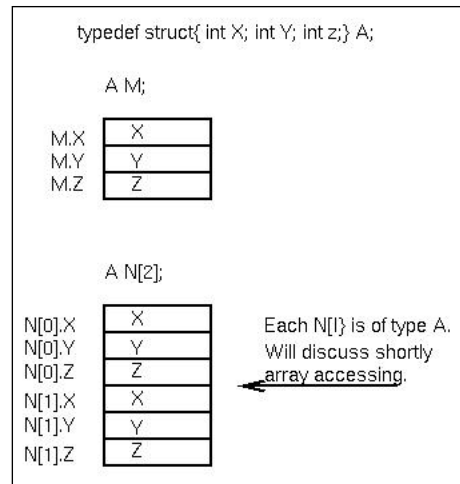 typedef struct{ int X; int Y; int z;} A;
A M;
M.X X
M.Y Y
M.Z Z
A N[2];
N[0].X X
N[0].Y Y
N[0].Z Z
N[1].X X
N[1].Y Y
N[1].Z Z
Each N[I} is of type A.
Will discuss shortly
array accessing.